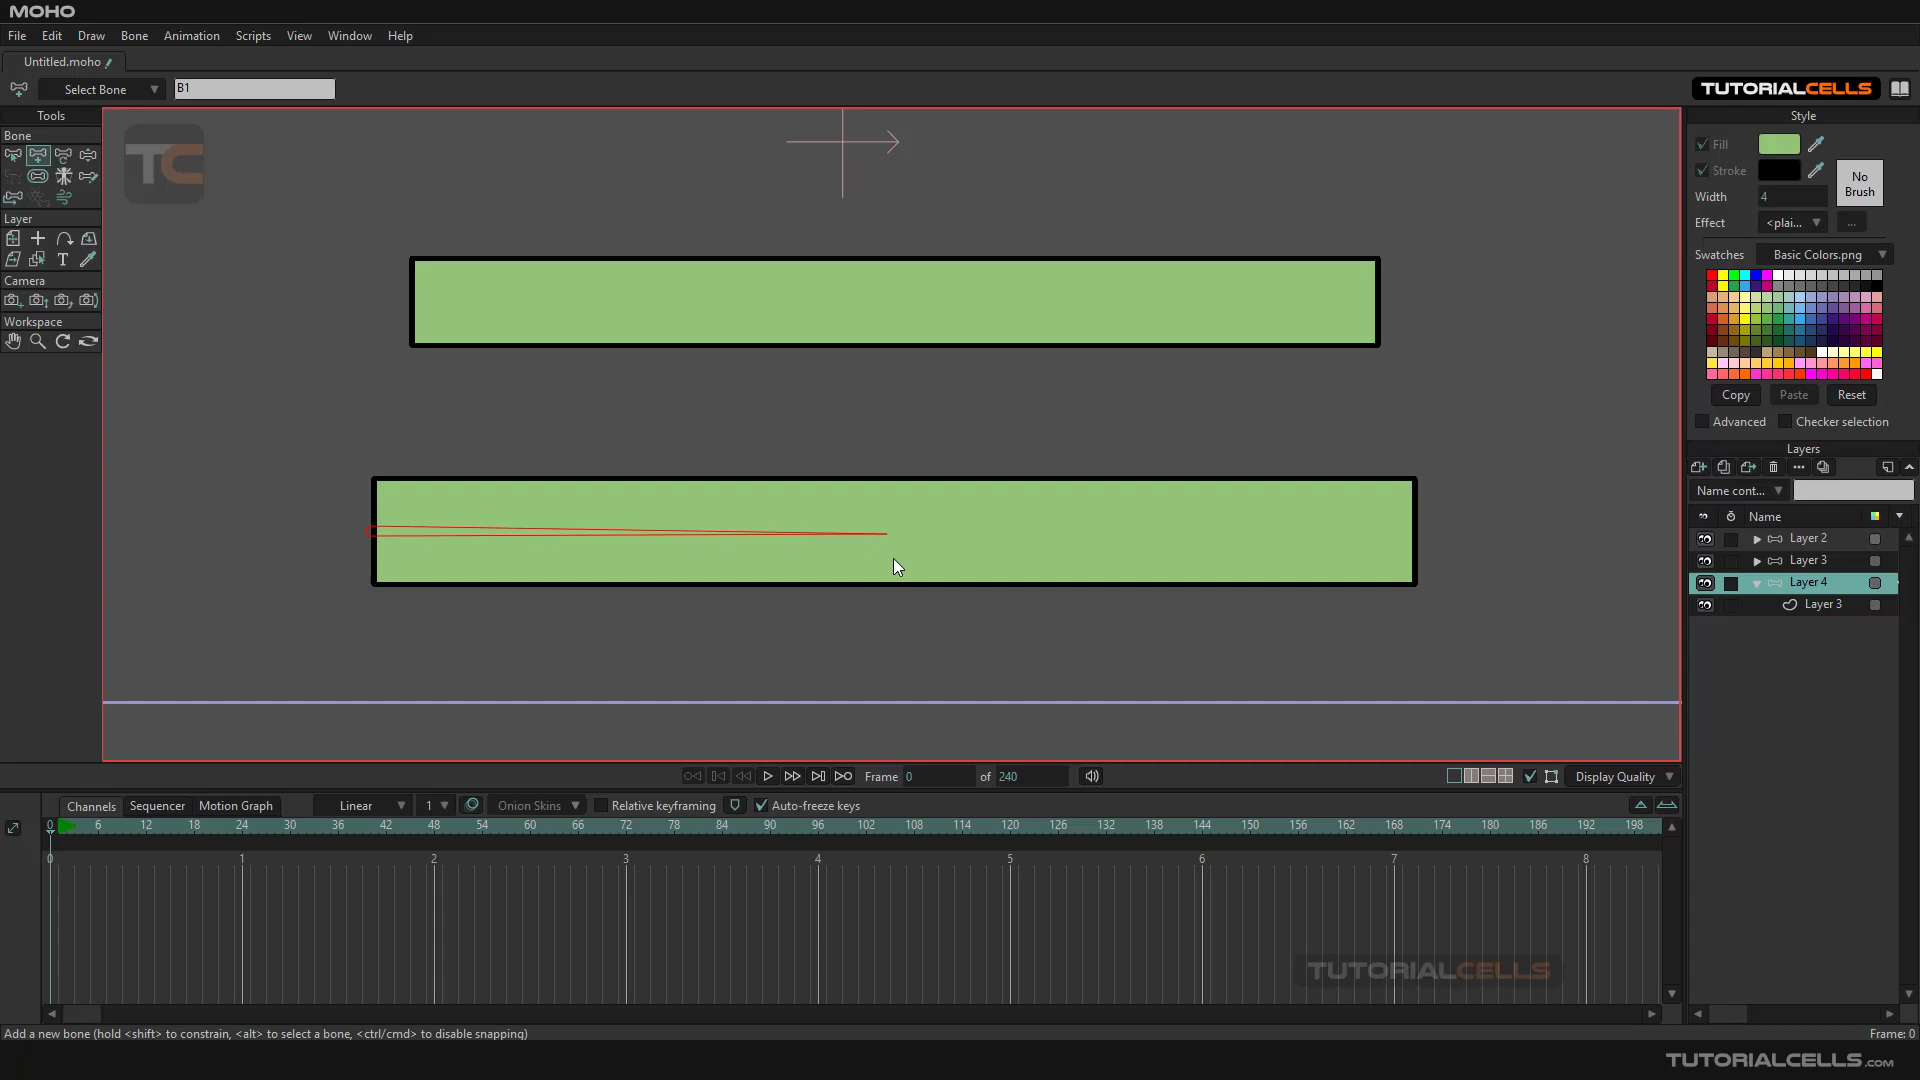 MOHO
File Edit Draw Bone Animation Scripts View Window Help
Untitled.moho
Select Bone B1 TUTORIALCELLS
Tools Style
Bone
TC
Fill
Stroke
No Brush
Width 4
Effect <plai... ...
Layer
Swatches Basic Colors.png
Camera
Workspace
Copy Paste Reset
Advanced Checker selection
Layers
Name cont...
Name
Layer 2
Layer 3
Layer 4
Layer 3
Frame 0 of 240 Display Quality
Channels Sequencer Motion Graph Linear 1 Onion Skins Relative keyframing Auto-freeze keys
0 6 12 18 24 30 36 42 48 54 60 66 72 78 84 90 96 102 108 114 120 126 132 138 144 150 156 162 168 174 180 186 192 198
0 1 2 3 4 5 6 7 8
TUTORIALCELLS
Add a new bone (hold <shift> to constrain, <alt> to select a bone, <ctrl/cmd> to disable snapping) Frame: 0
TUTORIALCELLS.COM